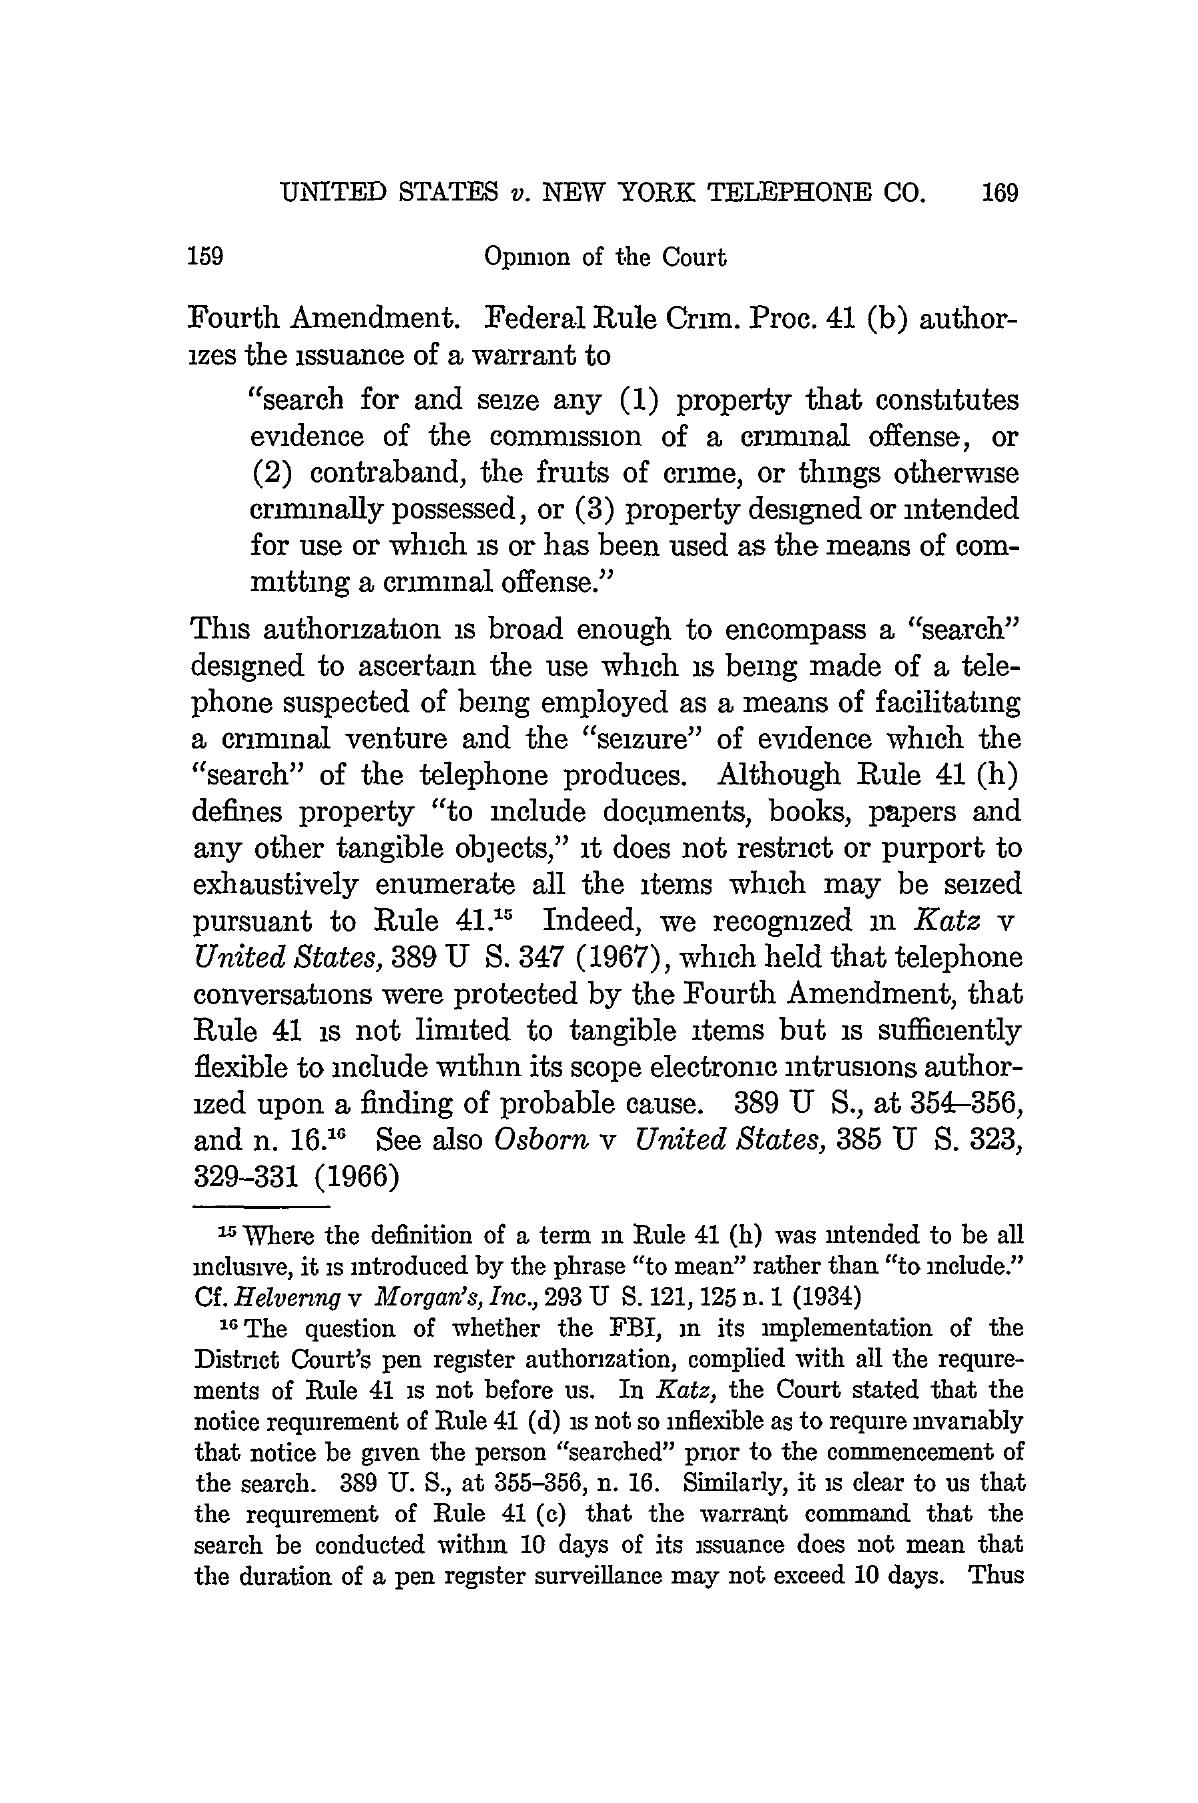 UNITED STATES v. NEW YORK TELEPHONE CO. 169
159 Opinion of the Court
Fourth Amendment. Federal Rule Crim. Proc. 41 (b) author-
izes the issuance of a warrant to
“search for and seize any (1) property that constitutes
evidence of the commission of a criminal offense, or
(2) contraband, the fruits of crime, or things otherwise
criminally possessed, or (3) property designed or intended
for use or which is or has been used as the means of com-
mitting a criminal offense.”
This authorization is broad enough to encompass a “search”
designed to ascertain the use which is being made of a tele-
phone suspected of being employed as a means of facilitating
a criminal venture and the “seizure” of evidence which the
“search” of the telephone produces. Although Rule 41 (h)
defines property “to include documents, books, papers and
any other tangible objects,” it does not restrict or purport to
exhaustively enumerate all the items which may be seized
pursuant to Rule 41.15 Indeed, we recognized in Katz v
United States, 389 U S. 347 (1967), which held that telephone
conversations were protected by the Fourth Amendment, that
Rule 41 is not limited to tangible items but is sufficiently
flexible to include within its scope electronic intrusions author-
ized upon a finding of probable cause. 389 U S., at 354–356,
and n. 16.16 See also Osborn v United States, 385 U S. 323,
329–331 (1966)
15 Where the definition of a term in Rule 41 (h) was intended to be all
inclusive, it is introduced by the phrase “to mean” rather than “to include.”
Cf. Helvering v Morgan's, Inc., 293 U S. 121, 125 n. 1 (1934)
16 The question of whether the FBI, in its implementation of the
District Court's pen register authorization, complied with all the require-
ments of Rule 41 is not before us. In Katz, the Court stated that the
notice requirement of Rule 41 (d) is not so inflexible as to require invariably
that notice be given the person “searched” prior to the commencement of
the search. 389 U. S., at 355–356, n. 16. Similarly, it is clear to us that
the requirement of Rule 41 (c) that the warrant command that the
search be conducted within 10 days of its issuance does not mean that
the duration of a pen register surveillance may not exceed 10 days. Thus